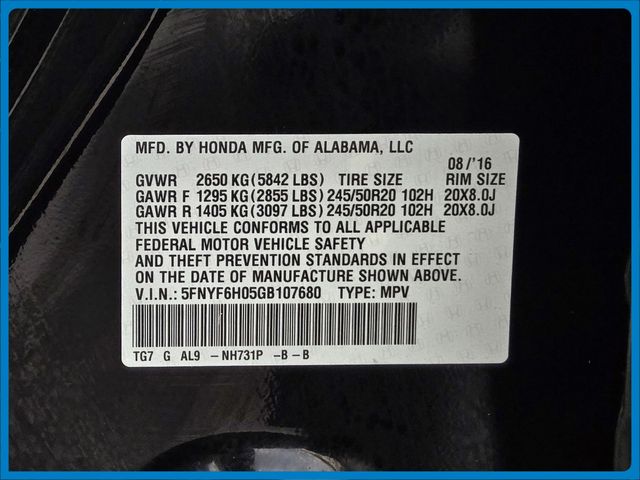 MFD. BY HONDA MFG. OF ALABAMA, LLC
08/'16
GVWR 2650 KG(5842 LBS) TIRE SIZE RIM SIZE
GAWR F 1295 KG(2855 LBS) 245/50R20 102H 20X8.0J
GAWR R 1405 KG(3097 LBS) 245/50R20 102H 20X8.0J
THIS VEHICLE CONFORMS TO ALL APPLICABLE
FEDERAL MOTOR VEHICLE SAFETY
AND THEFT PREVENTION STANDARDS IN EFFECT
ON THE DATE OF MANUFACTURE SHOWN ABOVE.
V.I.N.: 5FNYF6H05GB107680 TYPE: MPV
TG7 G AL9 – NH731P –B – B